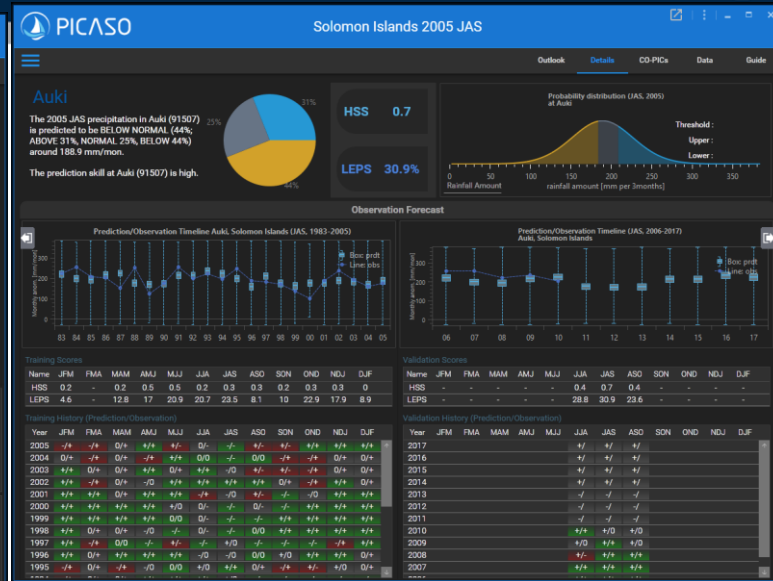 PICASO
Solomon Islands 2005 JAS
Outlook Details CO-PICs Data Guide
Auki
The 2005 JAS precipitation in Auki (91507)
is predicted to be BELOW NORMAL (44%;
ABOVE 31%, NORMAL 25%, BELOW 44%)
around 188.9 mm/mon.
The prediction skill at Auki (91507) is high.
31%
25%
44%
HSS 0.7
LEPS 30.9%
Probability distribution (JAS, 2005)
at Auki
Threshold :
Upper :
Lower :
0 50 100 150 200 250 300 350
Rainfall Amount
rainfall amount [mm per 3months]
Observation Forecast
Prediction/Observation Timeline Auki, Solomon Islands (JAS, 1983-2005)
Box: prdt
Line: obs
300
200
100
0
83 84 85 86 87 88 89 90 91 92 93 94 95 96 97 98 99 00 01 02 03 04 05
Prediction/Observation Timeline (JAS, 2006-2017)
Auki, Solomon Islands
Box: prdt
Line: obs
300
200
100
0
06 07 08 09 10 11 12 13 14 15 16 17
Training Scores
Name JFM FMA MAM AMJ MJJ JJA JAS ASO SON OND NDJ DJF
HSS 0.2 - 0.2 0.5 0.5 0.2 0.3 0.3 0.2 0.3 0.3 0
LEPS 4.6 - 12.8 17 20.9 20.7 23.5 8.1 10 22.9 17.9 8.9
Validation Scores
Name JFM FMA MAM AMJ MJJ JJA JAS ASO SON OND NDJ DJF
HSS - - - - - 0.4 0.7 0.4 - - - -
LEPS - - - - - 28.8 30.9 23.6 - - - -
Training History (Prediction/Observation)
Year JFM FMA MAM AMJ MJJ JJA JAS ASO SON OND NDJ DJF
2005
2004
2003
2002
2001
2000
1999
1998
1997
1996
1995
Validation History (Prediction/Observation)
Year JFM FMA MAM AMJ MJJ JJA JAS ASO SON OND NDJ DJF
2017 +/ +/ +/
2016 +/ +/ +/
2015 +/ +/ +/
2014 +/ +/ +/
2013 -/ -/ -/
2012 -/ -/ -/
2011 -/ -/ -/
2010 +/+ +/0 +/0
2009 +/0 +/+ +/0
2008 +/- +/+ +/+
2007 +/+ +/+ +/+